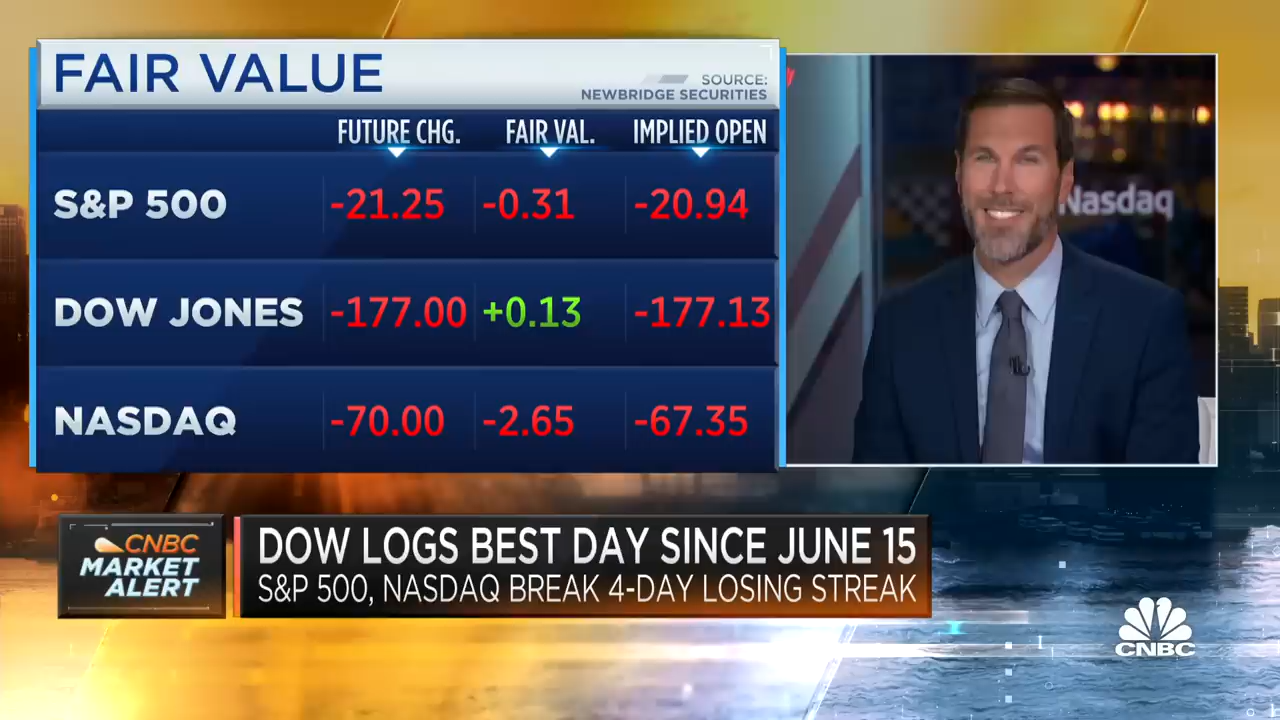 FAIR VALUE
SOURCE:
NEWBRIDGE SECURITIES
FUTURE CHG. FAIR VAL. IMPLIED OPEN
S&P 500 -21.25 -0.31 -20.94
DOW JONES -177.00 +0.13 -177.13
NASDAQ -70.00 -2.65 -67.35
Nasdaq
CNBC
MARKET
ALERT
DOW LOGS BEST DAY SINCE JUNE 15
S&P 500, NASDAQ BREAK 4-DAY LOSING STREAK
CNBC